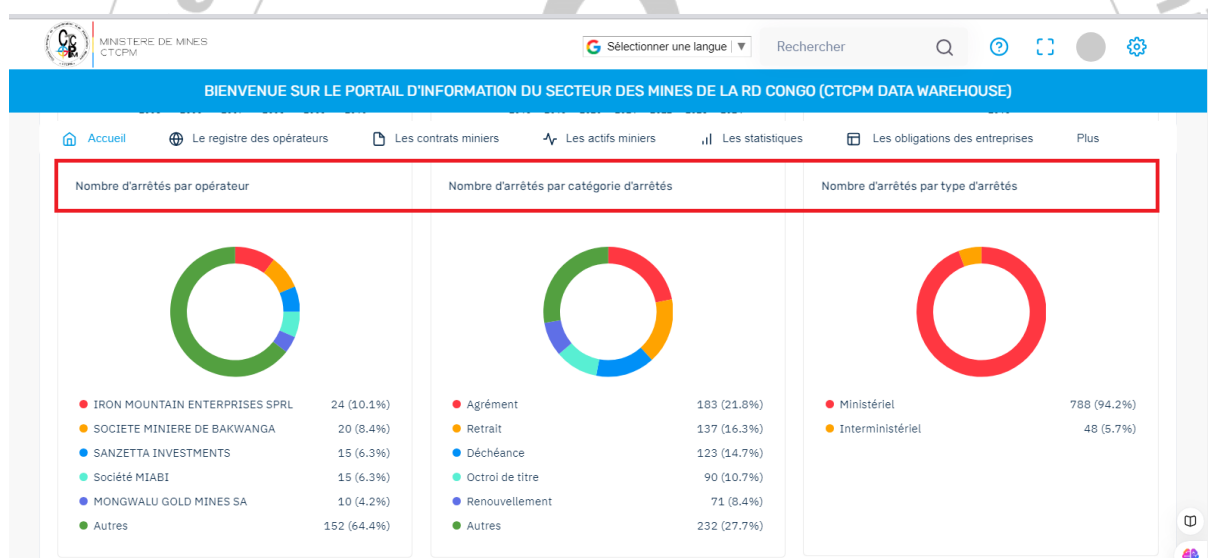 MINISTERE DE MINES
CTCPM
Sélectionner une langue
Rechercher
BIENVENUE SUR LE PORTAIL D'INFORMATION DU SECTEUR DES MINES DE LA RD CONGO (CTCPM DATA WAREHOUSE)
Accueil Le registre des opérateurs Les contrats miniers Les actifs miniers Les statistiques Les obligations des entreprises Plus
Nombre d'arrêtés par opérateur
IRON MOUNTAIN ENTERPRISES SPRL 24 (10.1%)
SOCIETE MINIERE DE BAKWANGA 20 (8.4%)
SANZETTA INVESTMENTS 15 (6.3%)
Société MIABI 15 (6.3%)
MONGWALU GOLD MINES SA 10 (4.2%)
Autres 152 (64.4%)
Nombre d'arrêtés par catégorie d'arrêtés
Agrément 183 (21.8%)
Retrait 137 (16.3%)
Déchéance 123 (14.7%)
Octroi de titre 90 (10.7%)
Renouvellement 71 (8.4%)
Autres 232 (27.7%)
Nombre d'arrêtés par type d'arrêtés
Ministériel 788 (94.2%)
Interministériel 48 (5.7%)